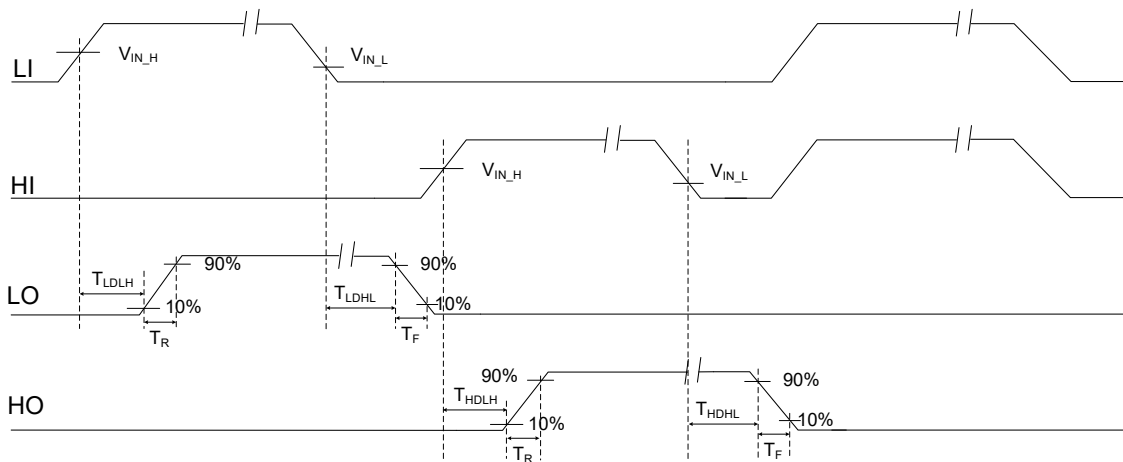 LI
V_IN_H
V_IN_L
HI
V_IN_H
V_IN_L
LO
T_LDLH
90%
10%
T_R
T_LDHL
90%
10%
T_F
HO
T_HDLH
90%
10%
T_R
T_HDHL
90%
10%
T_F